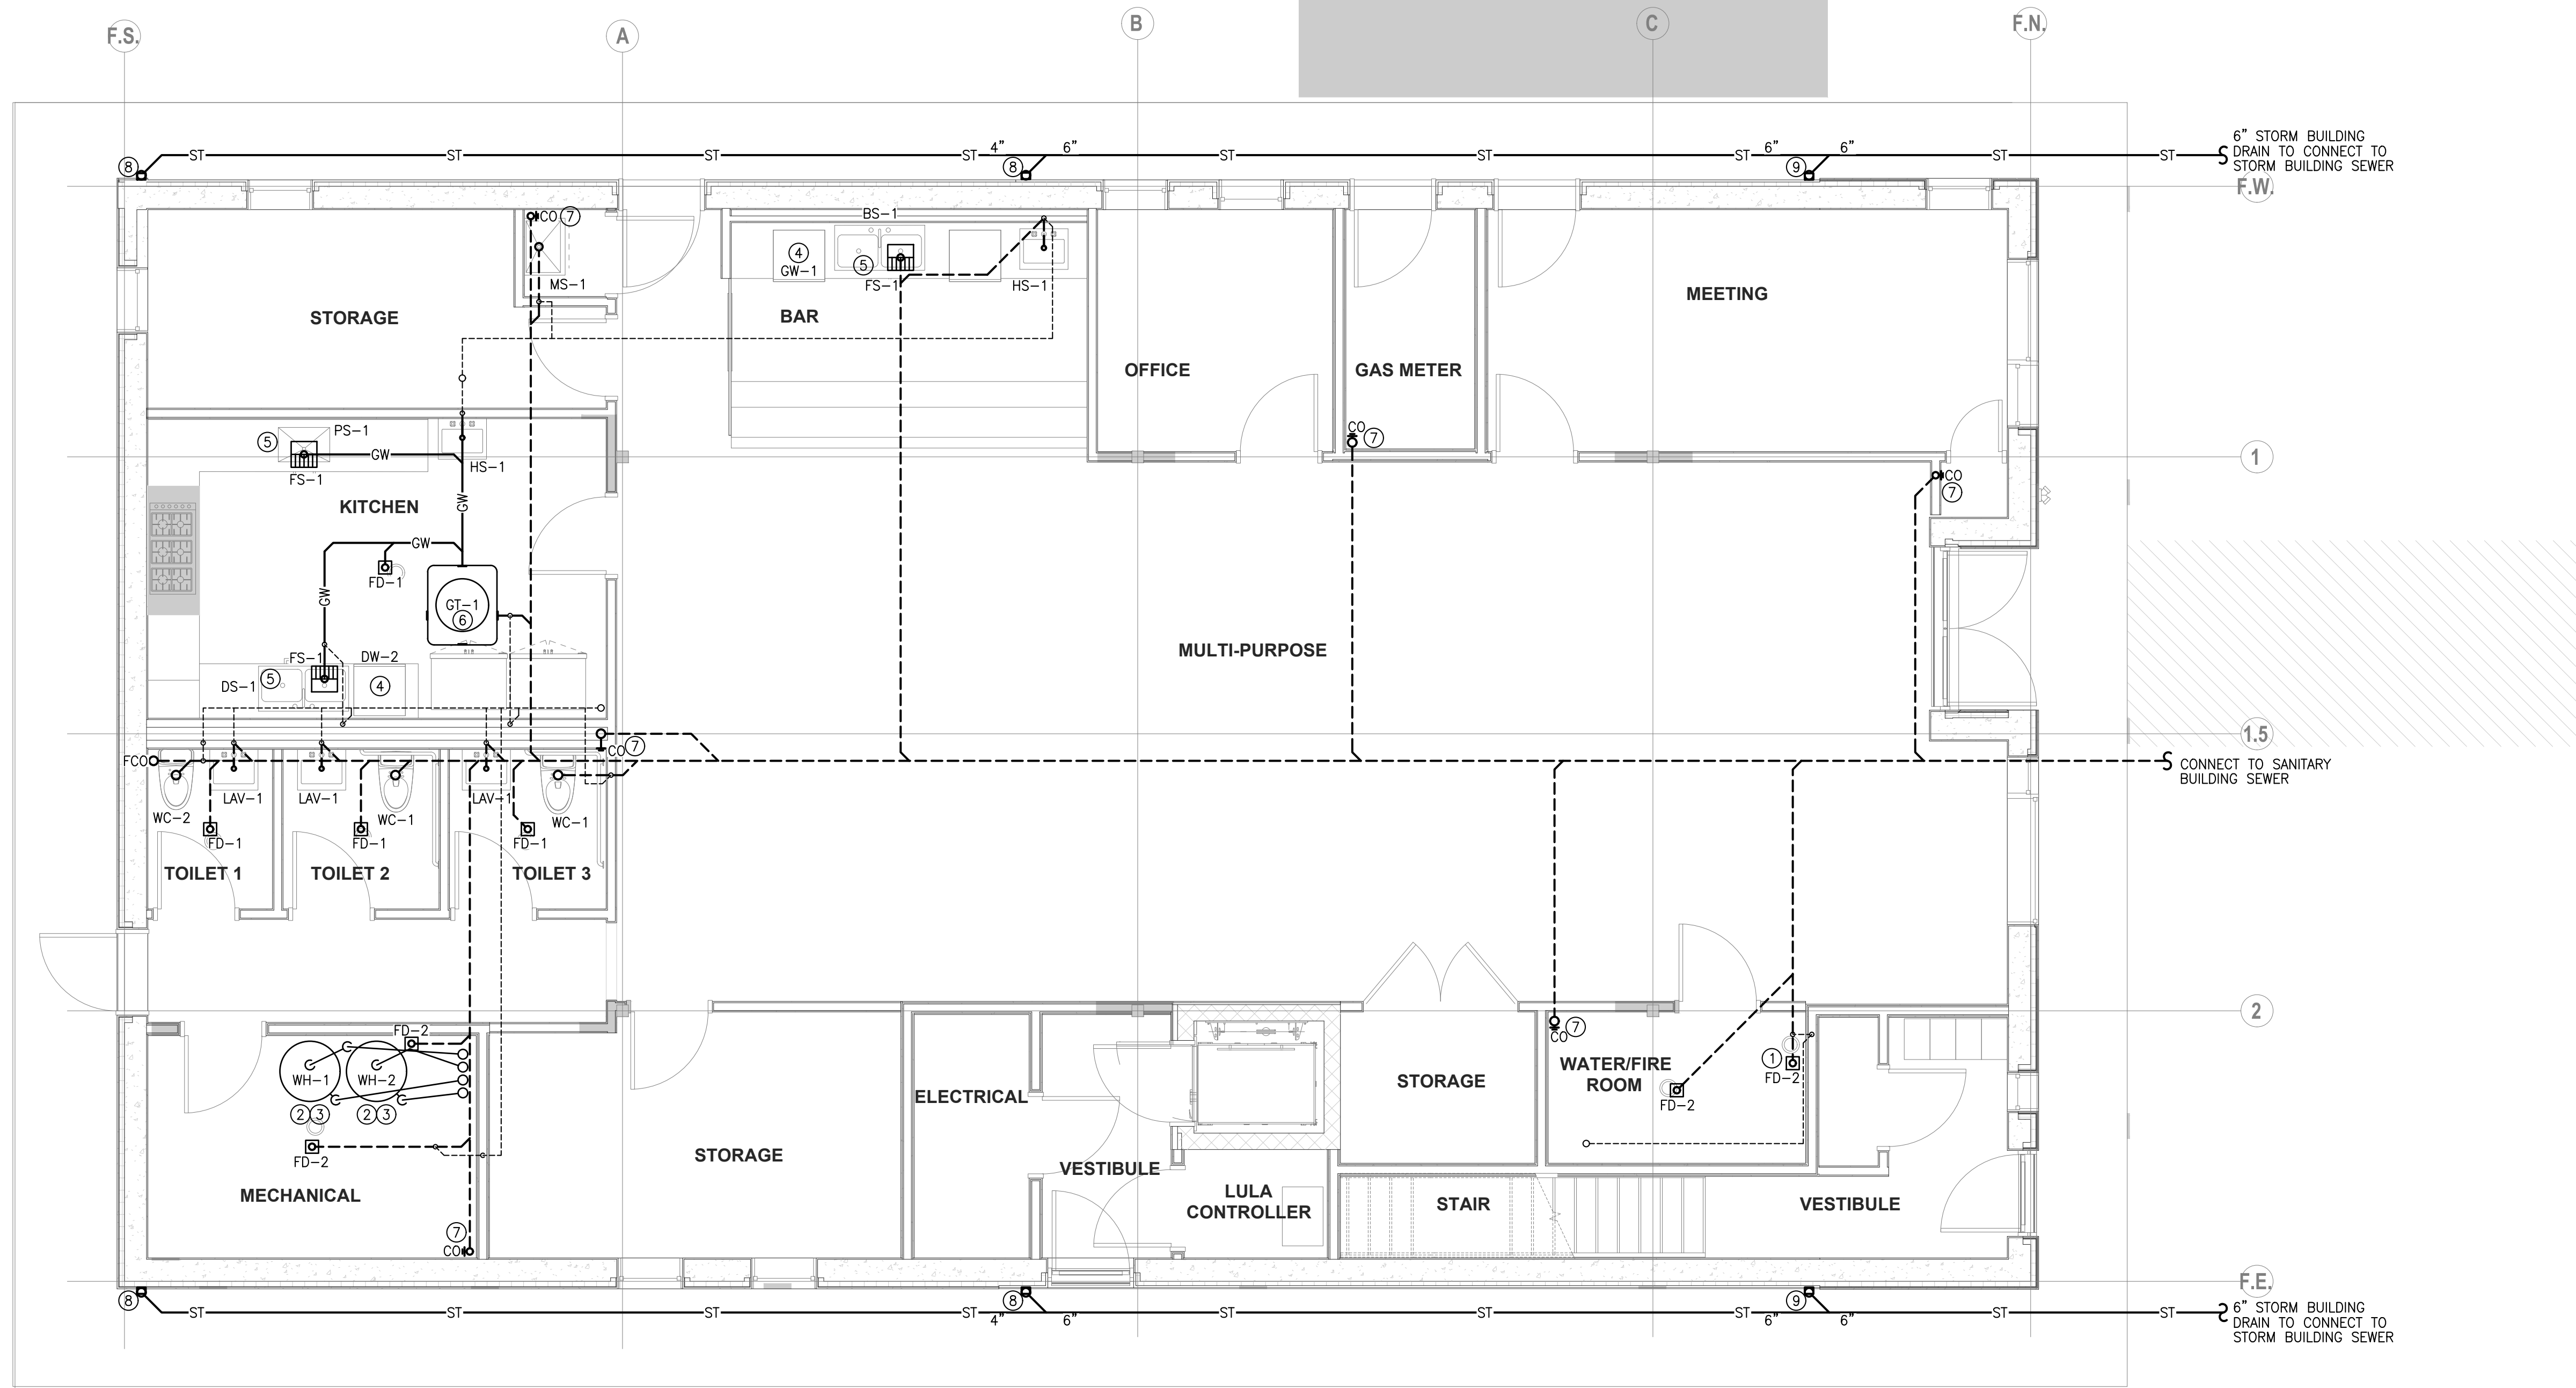 F.S.
A
B
C
F.N.
6” STORM BUILDING
DRAIN TO CONNECT TO
STORM BUILDING SEWER
4” 6” 6” 6”
ST ST ST ST ST ST ST ST ST
8 8 9
F.W.
CO 7
MS-1
BS-1
4
GW-1
5
FS-1
HS-1
BAR
STORAGE
OFFICE
GAS METER
MEETING
CO 7
1
5
PS-1
FS-1
GW
HS-1
KITCHEN
GW
CO
7
GW
FD-1
GW
GT-1
6
FS-1
DW-2
DS-1
5
4
MULTI-PURPOSE
1.5
CO 7
FCO
CONNECT TO SANITARY
BUILDING SEWER
LAV-1
LAV-1
LAV-1
WC-2
WC-1
WC-1
FD-1
FD-1
FD-1
TOILET 1
TOILET 2
TOILET 3
2
FD-2
WH-1
WH-2
2 3
2 3
FD-2
MECHANICAL
7
CO
STORAGE
ELECTRICAL
VESTIBULE
LULA
CONTROLLER
STORAGE
CO 7
WATER/FIRE
ROOM
1
FD-2
FD-2
STAIR
VESTIBULE
F.E.
8 8 9
ST ST ST ST ST ST ST ST ST
4” 6” 6” 6”
6” STORM BUILDING
DRAIN TO CONNECT TO
STORM BUILDING SEWER